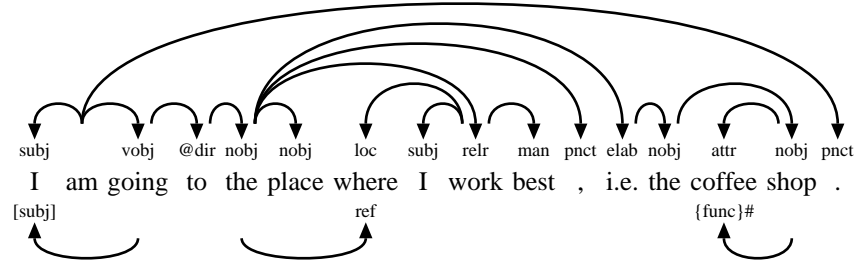 subj vobj @dir nobj nobj loc subj relr man pnct elab nobj attr nobj pnct
I am going to the place where I work best , i.e. the coffee shop .
[subj] ref {func}#